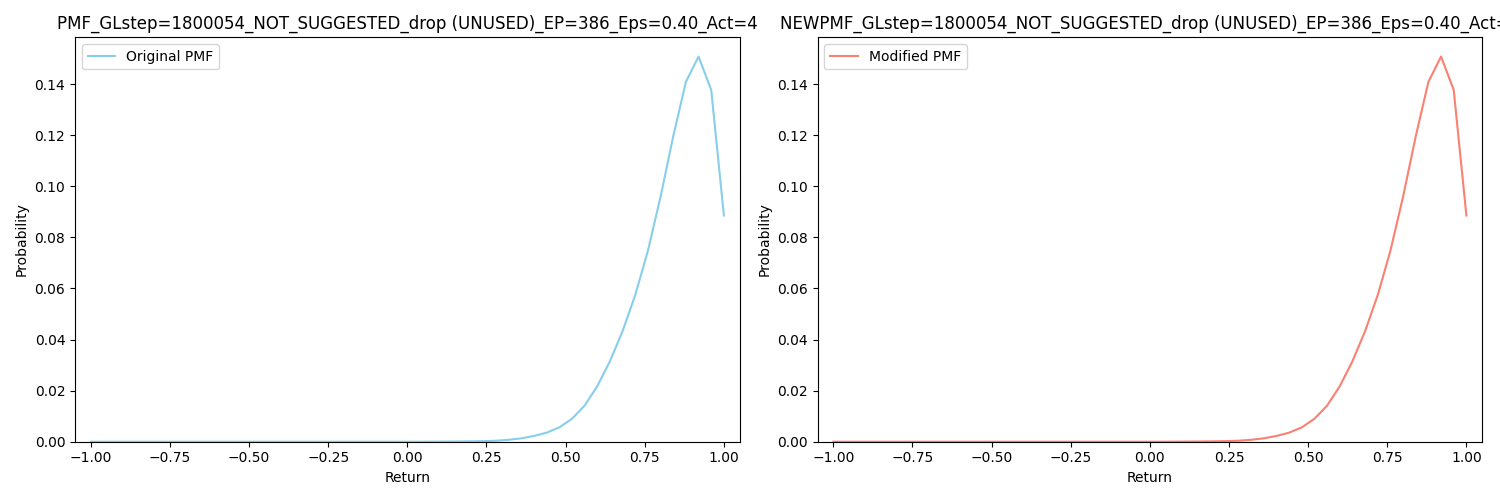 PMF_GLstep=1800054_NOT_SUGGESTED_drop (UNUSED)_EP=386_Eps=0.40_Act=4
NEWPMF_GLstep=1800054_NOT_SUGGESTED_drop (UNUSED)_EP=386_Eps=0.40_Act=
Original PMF
Modified PMF
0.14
0.12
0.10
0.08
0.06
0.04
0.02
0.00
Probability
−1.00 −0.75 −0.50 −0.25 0.00 0.25 0.50 0.75 1.00
Return
0.14
0.12
0.10
0.08
0.06
0.04
0.02
0.00
Probability
−1.00 −0.75 −0.50 −0.25 0.00 0.25 0.50 0.75 1.00
Return